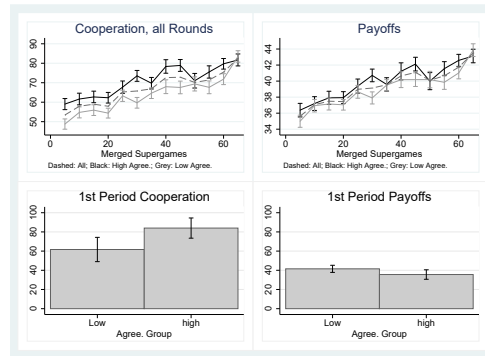 Cooperation, all Rounds
90
80
70
60
50
0 20 40 60
Merged Supergames
Dashed: All; Black: High Agree.; Grey: Low Agree.
Payoffs
44
42
40
38
36
34
0 20 40 60
Merged Supergames
Dashed: All; Black: High Agree.; Grey: Low Agree.
1st Period Cooperation
100
80
60
40
20
0
Low high
Agree. Group
1st Period Payoffs
100
80
60
40
20
0
Low high
Agree. Group